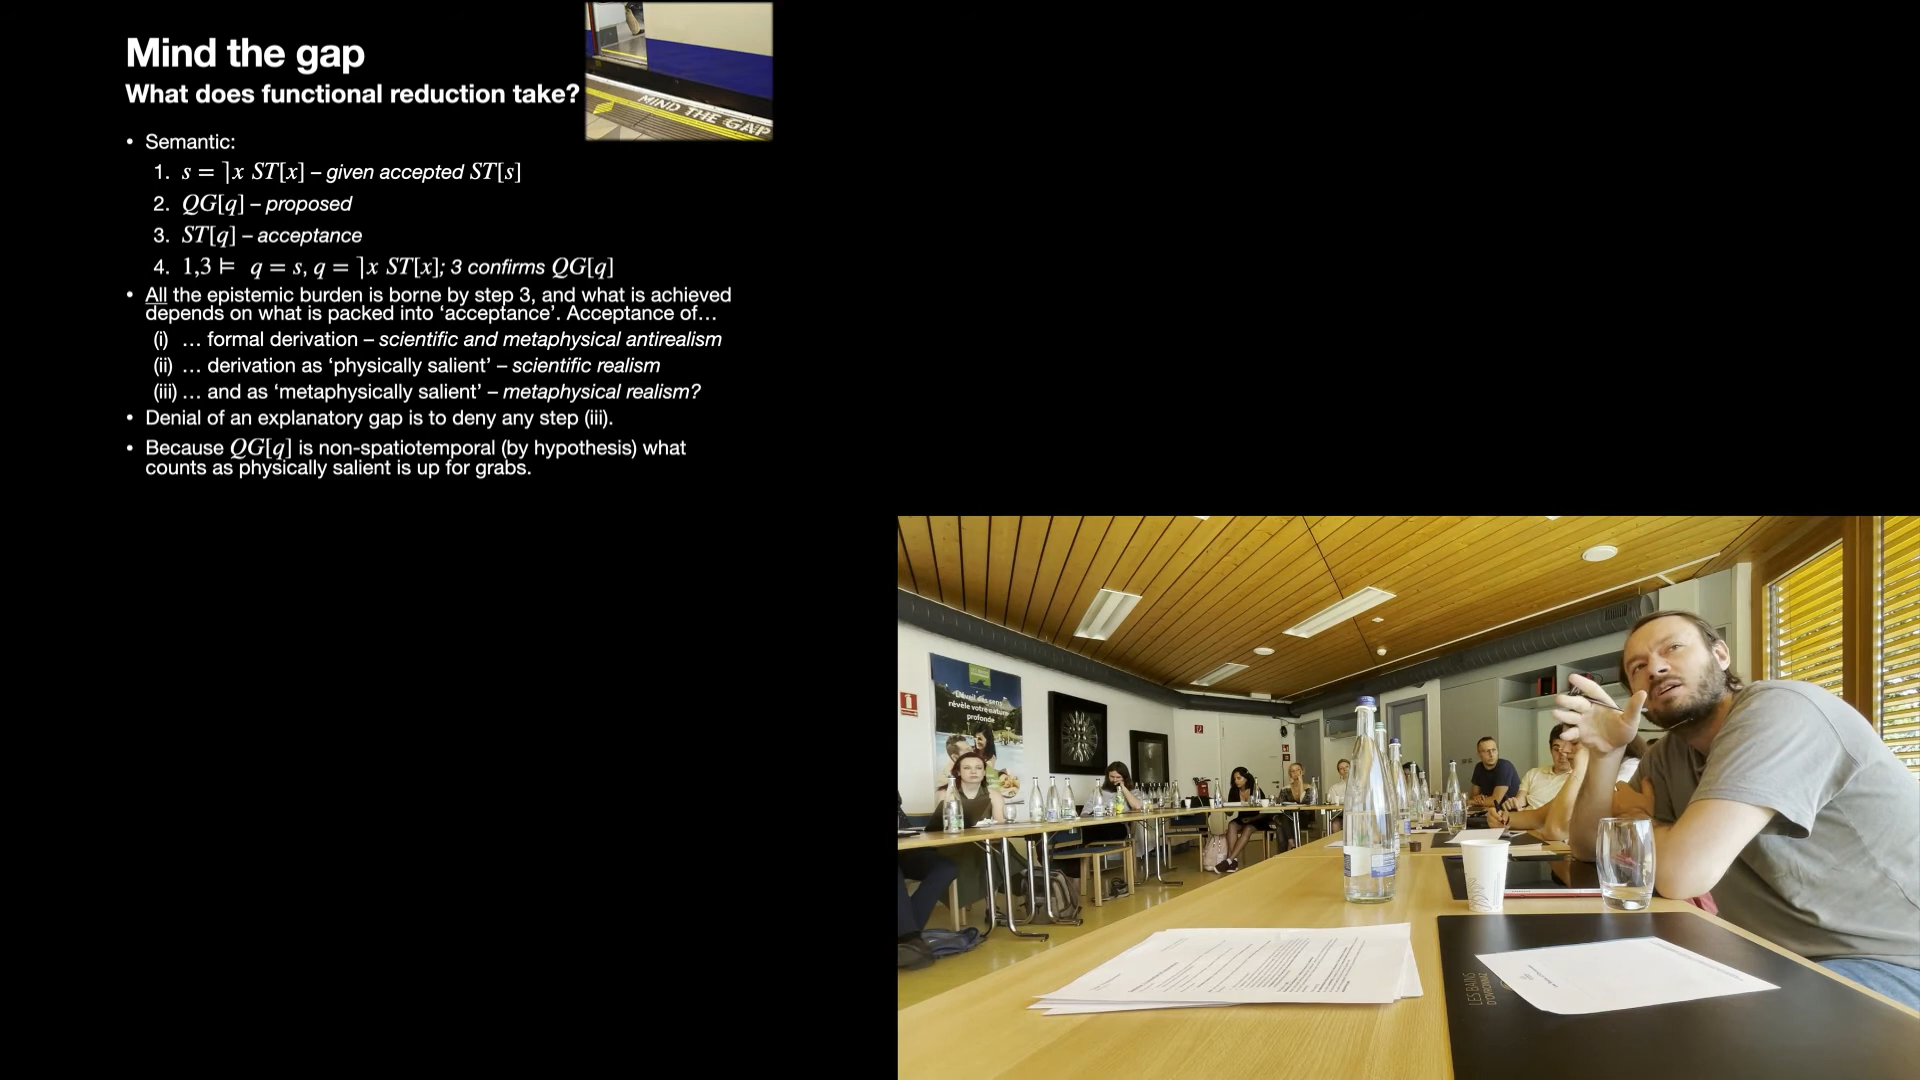 Mind the gap
What does functional reduction take?
MIND THE GAP
• Semantic:
1. s = ⌉x ST[x] – given accepted ST[s]
2. QG[q] – proposed
3. ST[q] – acceptance
4. 1,3 ⊨ q = s, q = ⌉x ST[x]; 3 confirms QG[q]
• All the epistemic burden is borne by step 3, and what is achieved
depends on what is packed into ‘acceptance’. Acceptance of…
(i) … formal derivation – scientific and metaphysical antirealism
(ii) … derivation as ‘physically salient’ – scientific realism
(iii) … and as ‘metaphysically salient’ – metaphysical realism?
• Denial of an explanatory gap is to deny any step (iii).
• Because QG[q] is non-spatiotemporal (by hypothesis) what
counts as physically salient is up for grabs.
révèle votre nature
profonde
LES BAINS
D'OVRONNAZ